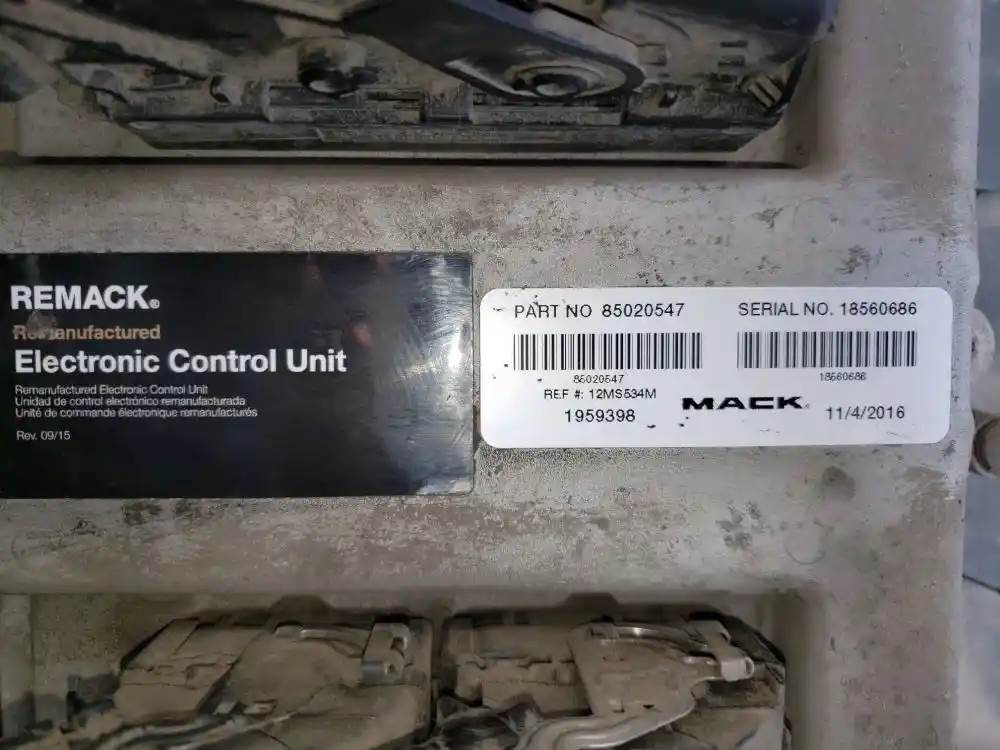 REMACK®
Remanufactured
Electronic Control Unit
Remanufactured Electronic Control Unit
Unidad de control electrónico remanufacturada
Unité de commande électronique remanufacturés
Rev. 09/15
PART NO 85020547
SERIAL NO. 18560686
85020547
18560686
REF #: 12MS534M
1959398
MACK
11/4/2016